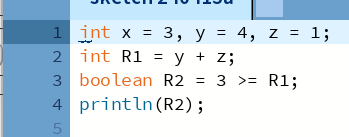 1 int x = 3, y = 4, z = 1;
2 int R1 = y + z;
3 boolean R2 = 3 >= R1;
4 println(R2);
5